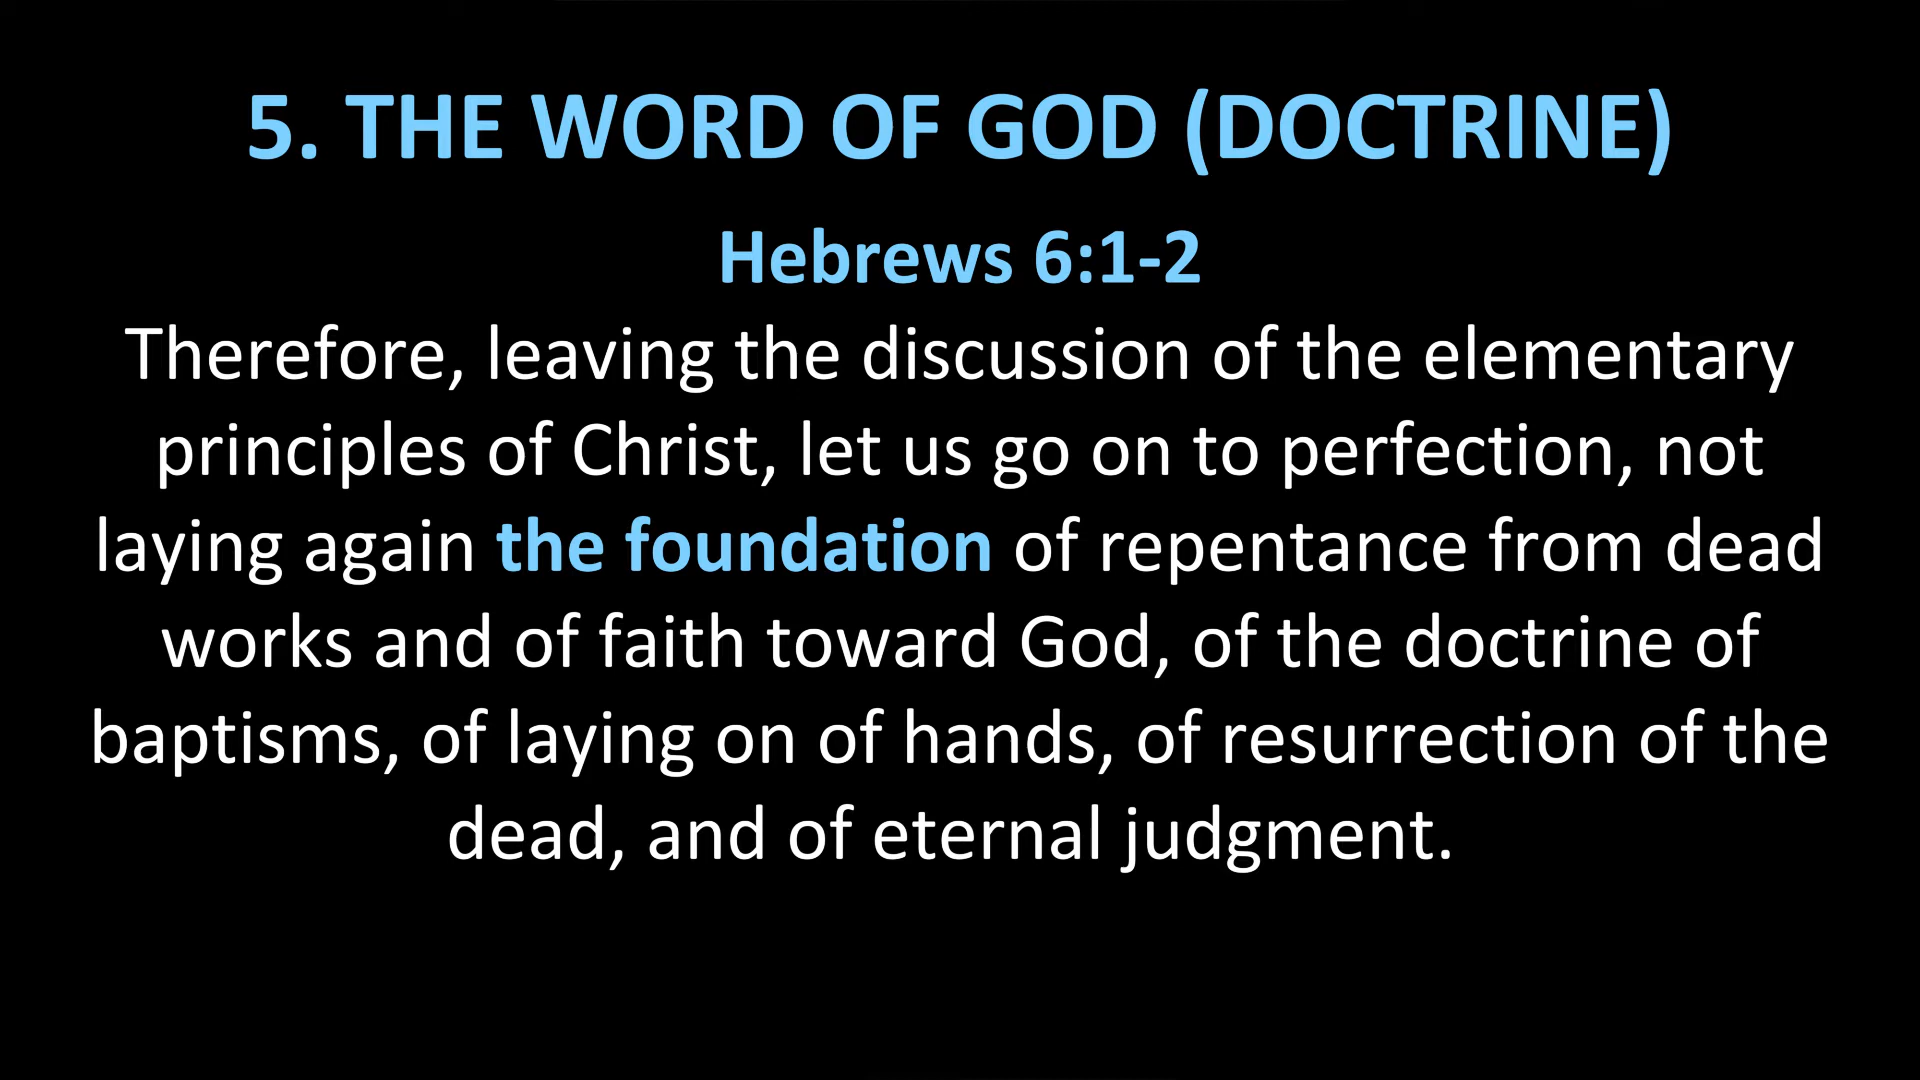 5. THE WORD OF GOD (DOCTRINE)
Hebrews 6:1-2
Therefore, leaving the discussion of the elementary
principles of Christ, let us go on to perfection, not
laying again the foundation of repentance from dead
works and of faith toward God, of the doctrine of
baptisms, of laying on of hands, of resurrection of the
dead, and of eternal judgment.